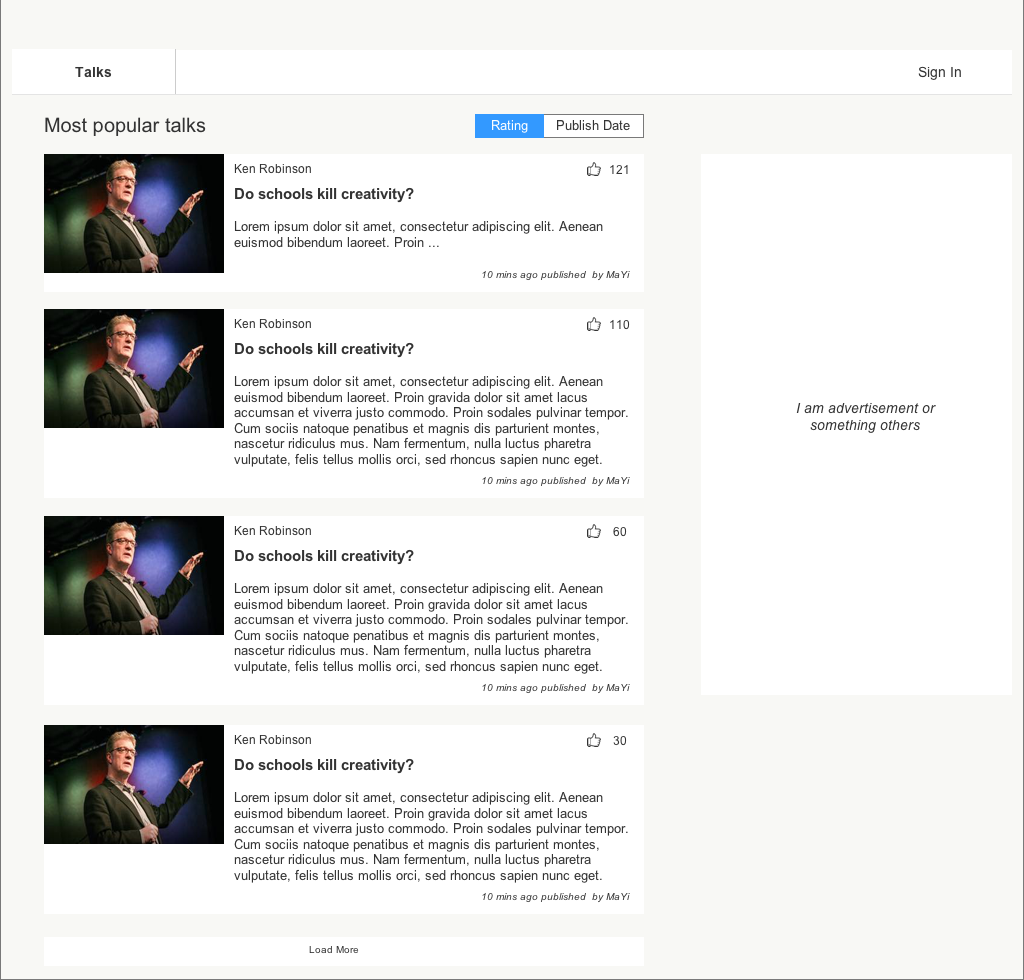 Talks
Sign In
Most popular talks
Rating
Publish Date
Ken Robinson
121
Do schools kill creativity?
Lorem ipsum dolor sit amet, consectetur adipiscing elit. Aenean
euismod bibendum laoreet. Proin ...
10 mins ago published  by MaYi
Ken Robinson
110
Do schools kill creativity?
Lorem ipsum dolor sit amet, consectetur adipiscing elit. Aenean
euismod bibendum laoreet. Proin gravida dolor sit amet lacus
accumsan et viverra justo commodo. Proin sodales pulvinar tempor.
Cum sociis natoque penatibus et magnis dis parturient montes,
nascetur ridiculus mus. Nam fermentum, nulla luctus pharetra
vulputate, felis tellus mollis orci, sed rhoncus sapien nunc eget.
10 mins ago published  by MaYi
Ken Robinson
60
Do schools kill creativity?
Lorem ipsum dolor sit amet, consectetur adipiscing elit. Aenean
euismod bibendum laoreet. Proin gravida dolor sit amet lacus
accumsan et viverra justo commodo. Proin sodales pulvinar tempor.
Cum sociis natoque penatibus et magnis dis parturient montes,
nascetur ridiculus mus. Nam fermentum, nulla luctus pharetra
vulputate, felis tellus mollis orci, sed rhoncus sapien nunc eget.
10 mins ago published  by MaYi
Ken Robinson
30
Do schools kill creativity?
Lorem ipsum dolor sit amet, consectetur adipiscing elit. Aenean
euismod bibendum laoreet. Proin gravida dolor sit amet lacus
accumsan et viverra justo commodo. Proin sodales pulvinar tempor.
Cum sociis natoque penatibus et magnis dis parturient montes,
nascetur ridiculus mus. Nam fermentum, nulla luctus pharetra
vulputate, felis tellus mollis orci, sed rhoncus sapien nunc eget.
10 mins ago published  by MaYi
Load More
I am advertisement or
something others